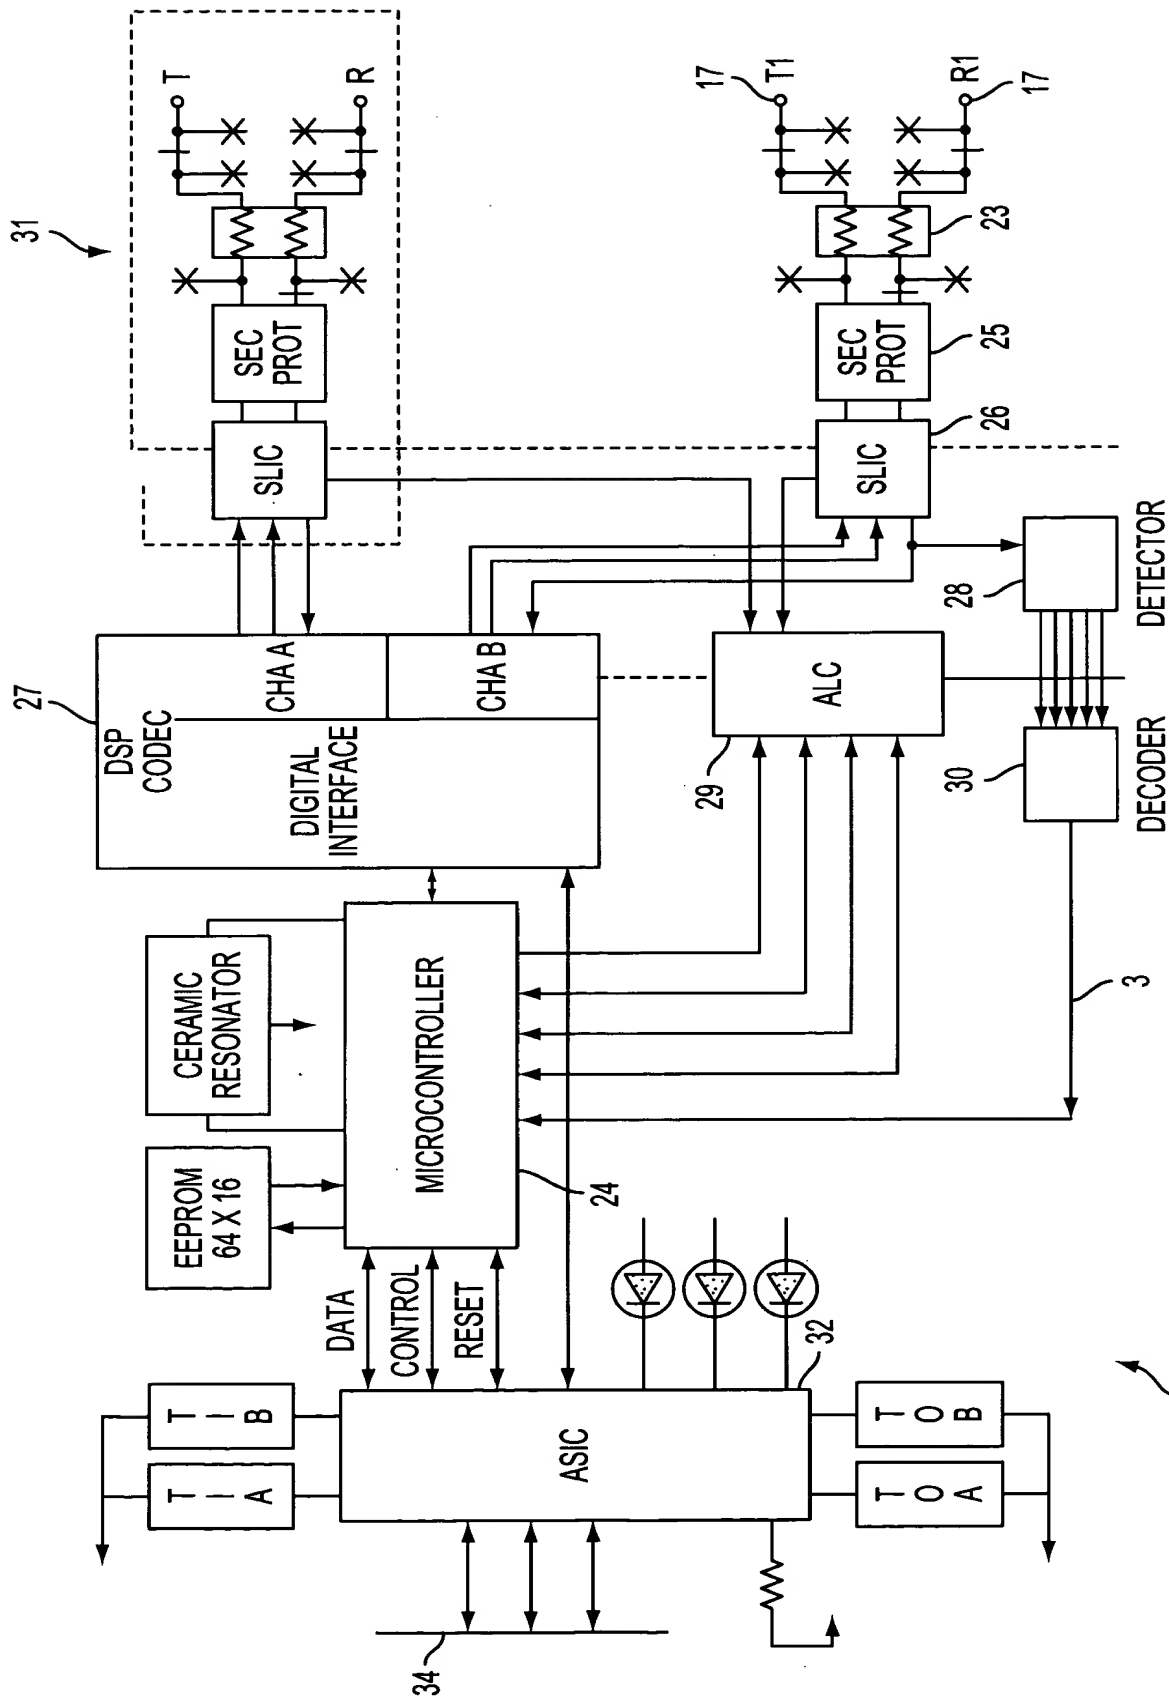 31
T
R
SEC
PROT
SLIC
17
T1
R1
17
23
SEC
PROT
25
SLIC
26
27
DSP
CODEC
CHA A
CHA B
DIGITAL
INTERFACE
ALC
29
28
DETECTOR
30
DECODER
3
CERAMIC
RESONATOR
EEPROM
64 X 16
MICROCONTROLLER
24
DATA
CONTROL
RESET
ASIC
32
T I B
T I A
T O B
T O A
34